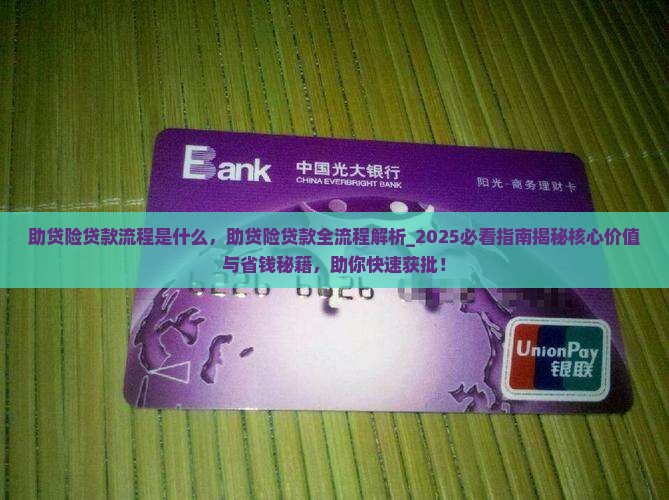 Bank
中国光大银行
CHINA EVERBRIGHT BANK
阳光·商务理财卡
助贷险贷款流程是什么，助贷险贷款全流程解析_2025必看指南揭秘核心价值
与省钱秘籍，助你快速获批！
UnionPay
银联